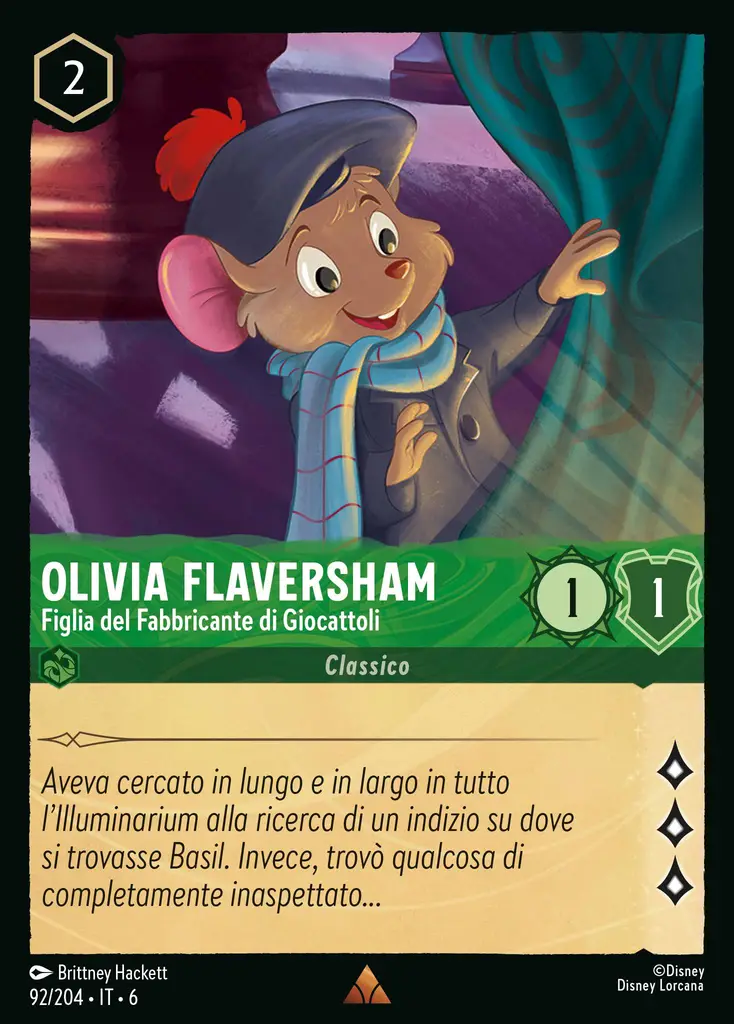 2
OLIVIA FLAVERSHAM
Figlia del Fabbricante di Giocattoli
1
1
Classico
Aveva cercato in lungo e in largo in tutto
l'Illuminarium alla ricerca di un indizio su dove
si trovasse Basil. Invece, trovò qualcosa di
completamente inaspettato...
Brittney Hackett
92/204 • IT • 6
©Disney
Disney Lorcana